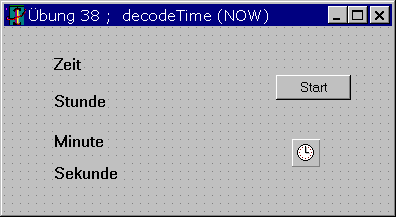 Übung 38 ; decodeTime (NOW)
Zeit
Start
Stunde
Minute
Sekunde